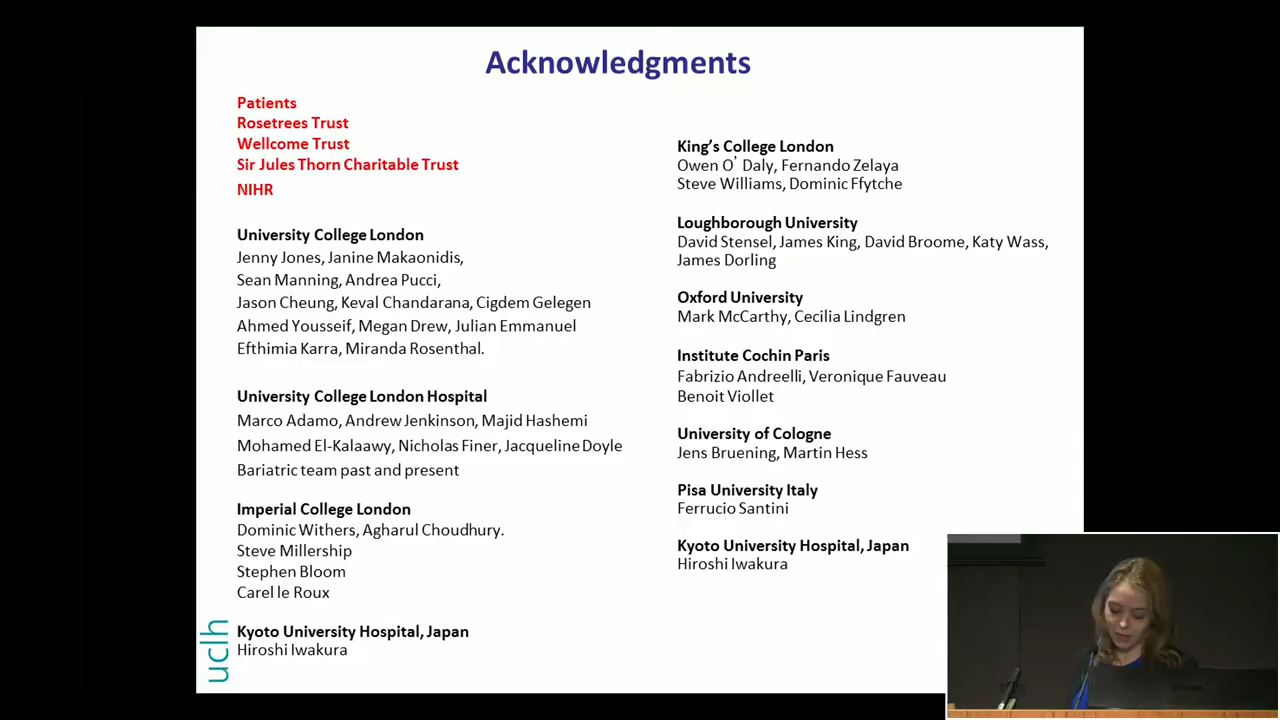 Acknowledgments
Patients
Rosetrees Trust
Wellcome Trust
Sir Jules Thorn Charitable Trust
NIHR
University College London
Jenny Jones, Janine Makaonidis,
Sean Manning, Andrea Pucci,
Jason Cheung, Keval Chandarana, Cigdem Gelegen
Ahmed Yousseif, Megan Drew, Julian Emmanuel
Efthimia Karra, Miranda Rosenthal.
University College London Hospital
Marco Adamo, Andrew Jenkinson, Majid Hashemi
Mohamed El-Kalaawy, Nicholas Finer, Jacqueline Doyle
Bariatric team past and present
Imperial College London
Dominic Withers, Agharul Choudhury.
Steve Millership
Stephen Bloom
Carel le Roux
Kyoto University Hospital, Japan
Hiroshi Iwakura
uclh
King's College London
Owen O' Daly, Fernando Zelaya
Steve Williams, Dominic Ffytche
Loughborough University
David Stensel, James King, David Broome, Katy Wass,
James Dorling
Oxford University
Mark McCarthy, Cecilia Lindgren
Institute Cochin Paris
Fabrizio Andreelli, Veronique Fauveau
Benoit Viollet
University of Cologne
Jens Bruening, Martin Hess
Pisa University Italy
Ferrucio Santini
Kyoto University Hospital, Japan
Hiroshi Iwakura